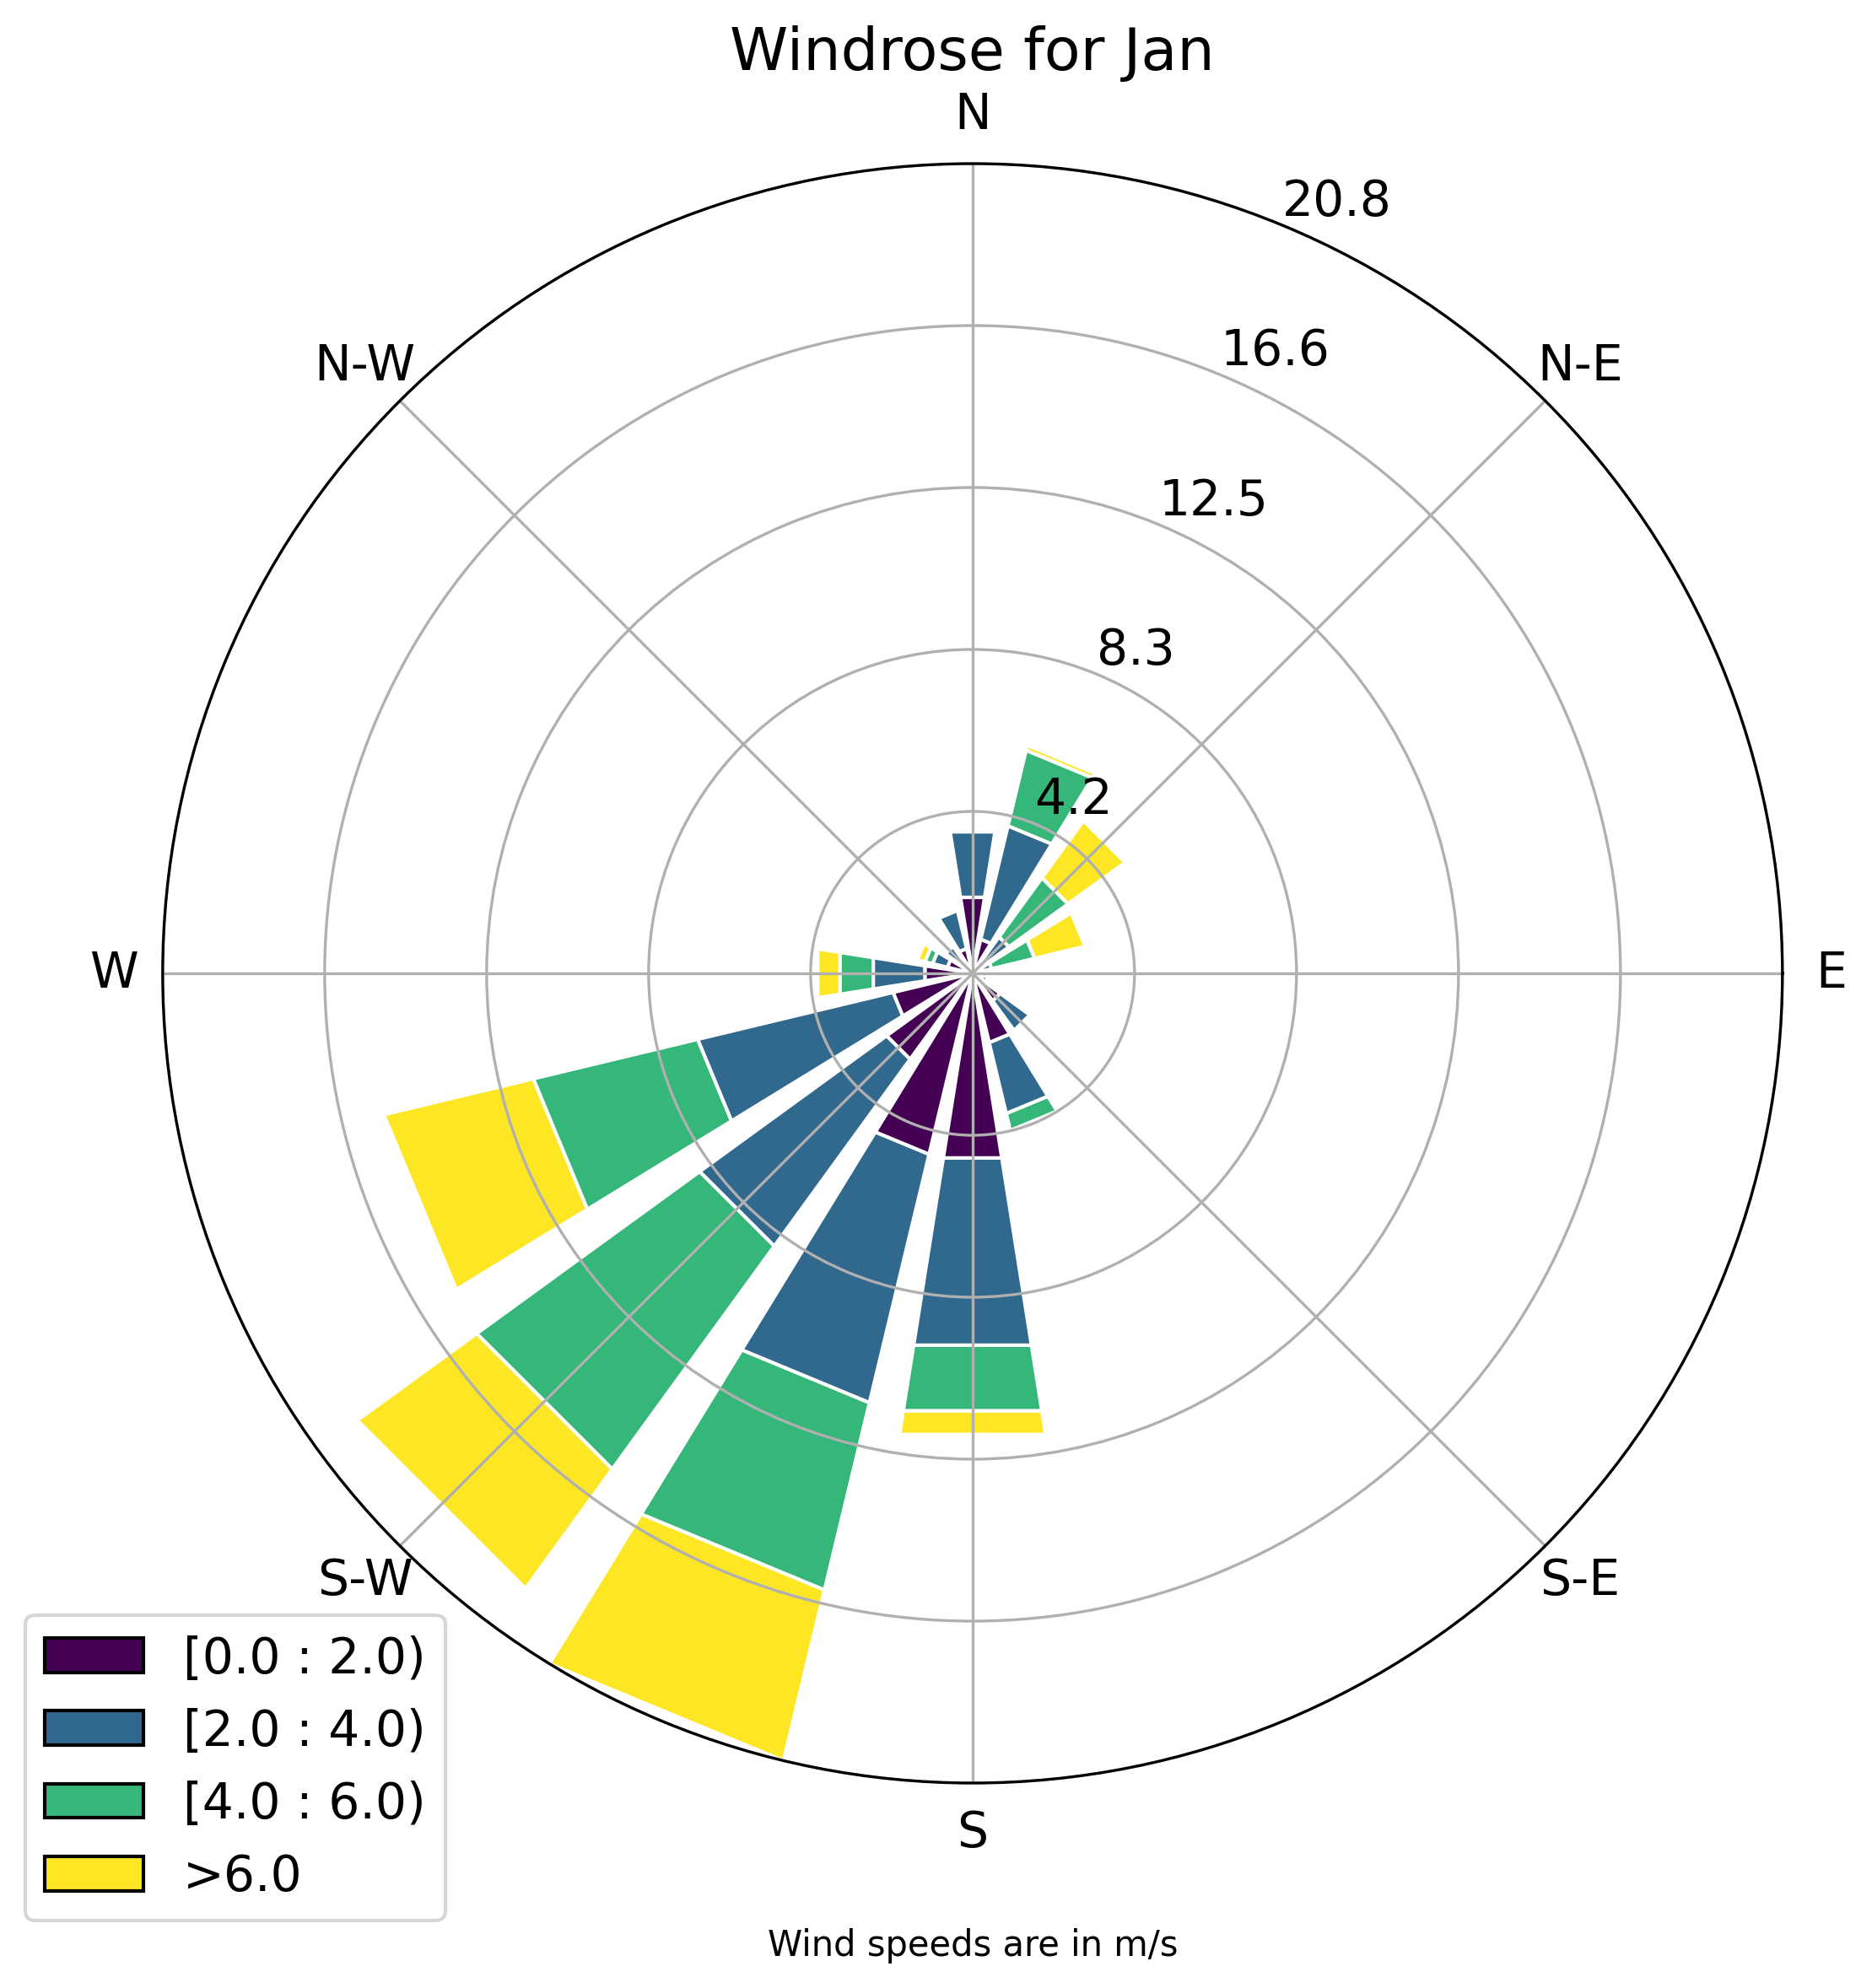 Windrose for Jan
N
20.8
N-W
16.6
N-E
12.5
8.3
4.2
W
E
S-W
S-E
[0.0 : 2.0)
[2.0 : 4.0)
[4.0 : 6.0)
>6.0
S
Wind speeds are in m/s